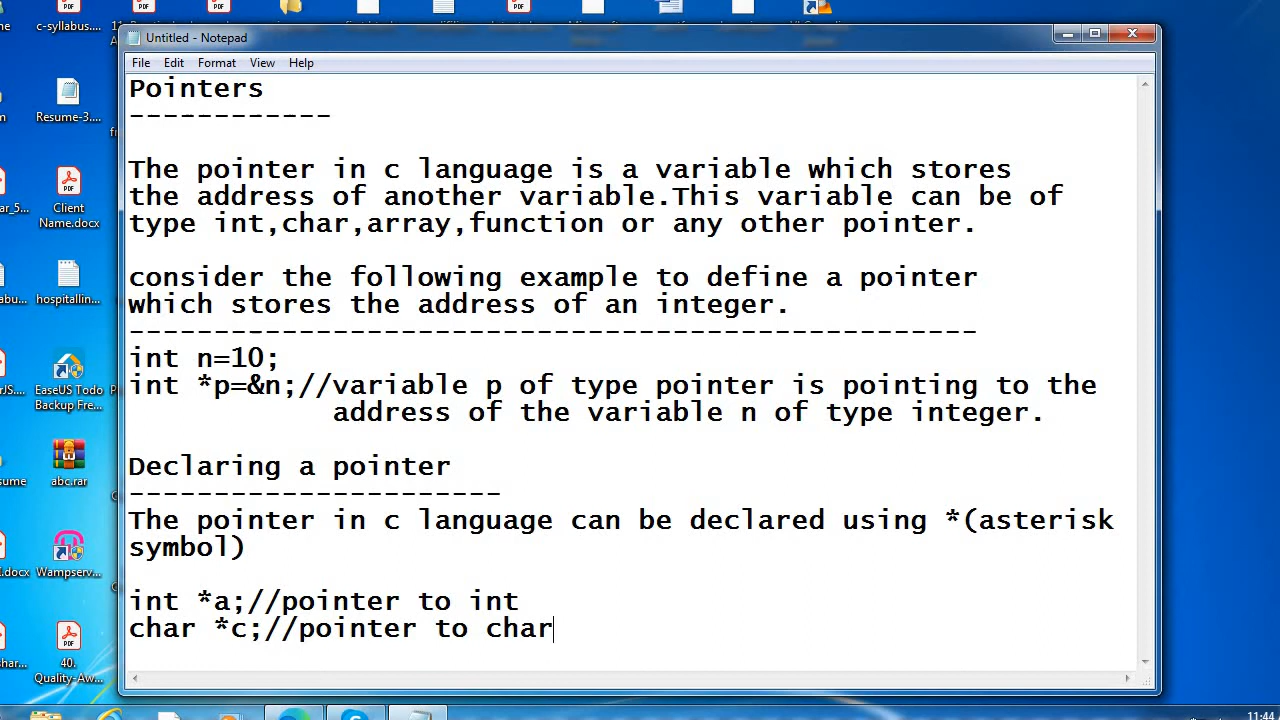 c-syllabus....
Untitled - Notepad
File Edit Format View Help
Pointers
------------
The pointer in c language is a variable which stores
the address of another variable.This variable can be of
type int,char,array,function or any other pointer.
consider the following example to define a pointer
which stores the address of an integer.
--------------------------------------------------
int n=10;
int *p=&n;//variable p of type pointer is pointing to the
address of the variable n of type integer.
Declaring a pointer
----------------------
The pointer in c language can be declared using *(asterisk
symbol)
int *a;//pointer to int
char *c;//pointer to char
Resume-3....
Client
Name.docx
hospitallin...
EaseUS Todo
Backup Fre...
abc.rar
Wampserv...
40.
Quality-Aw...
11:44